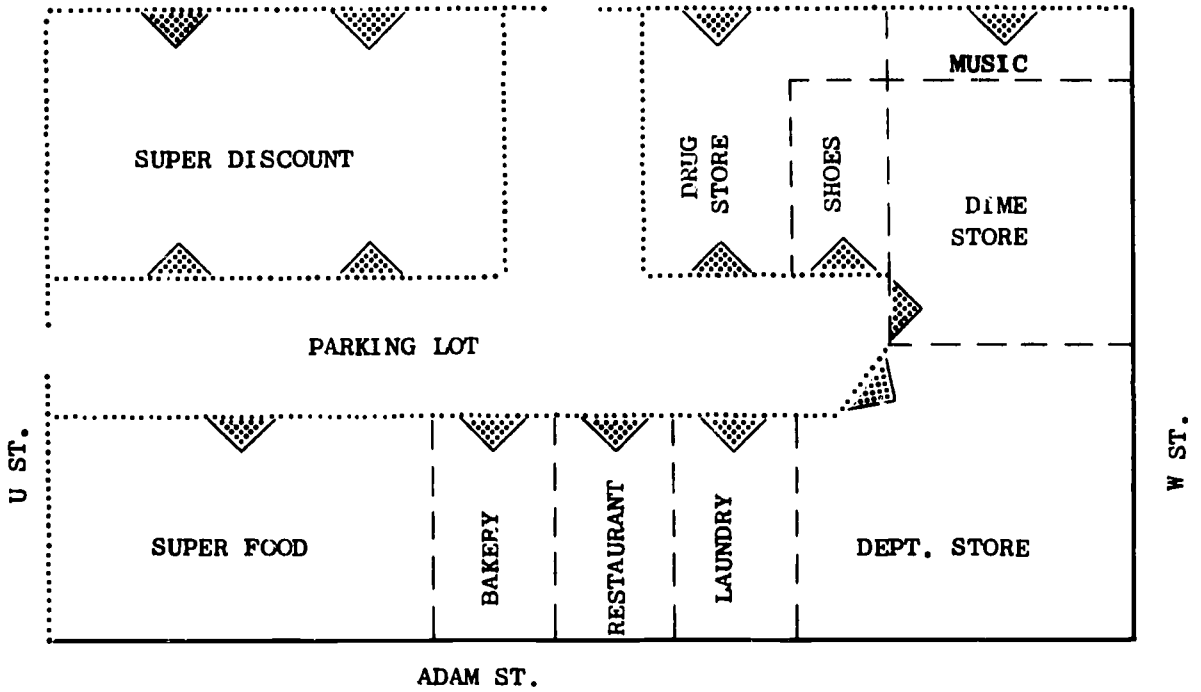 MUSIC
SUPER DISCOUNT
DRUG
STORE
SHOES
DIME
STORE
PARKING LOT
U ST.
W ST.
SUPER FOOD
BAKERY
RESTAURANT
LAUNDRY
DEPT. STORE
ADAM ST.